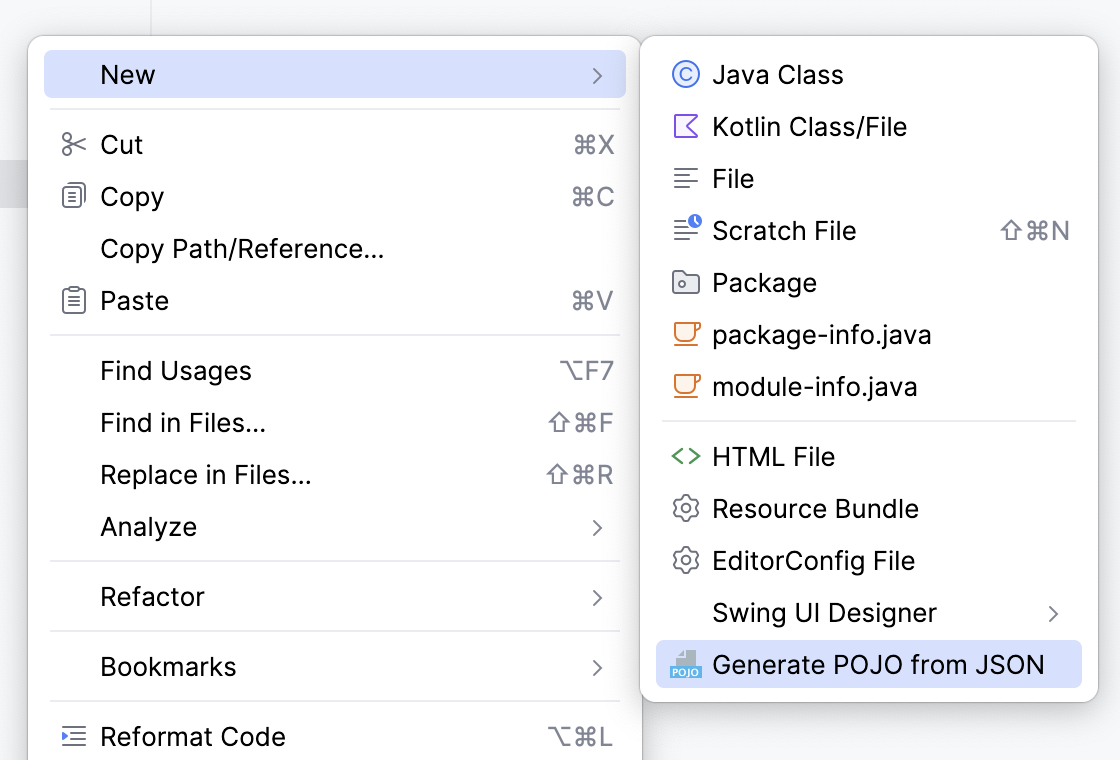 New
Cut ⌘X
Copy ⌘C
Copy Path/Reference...
Paste ⌘V
Find Usages ⌥F7
Find in Files... ⇧⌘F
Replace in Files... ⇧⌘R
Analyze
Refactor
Bookmarks
Reformat Code ⌥⌘L
Java Class
Kotlin Class/File
File
Scratch File ⇧⌘N
Package
package-info.java
module-info.java
HTML File
Resource Bundle
EditorConfig File
Swing UI Designer
POJO Generate POJO from JSON